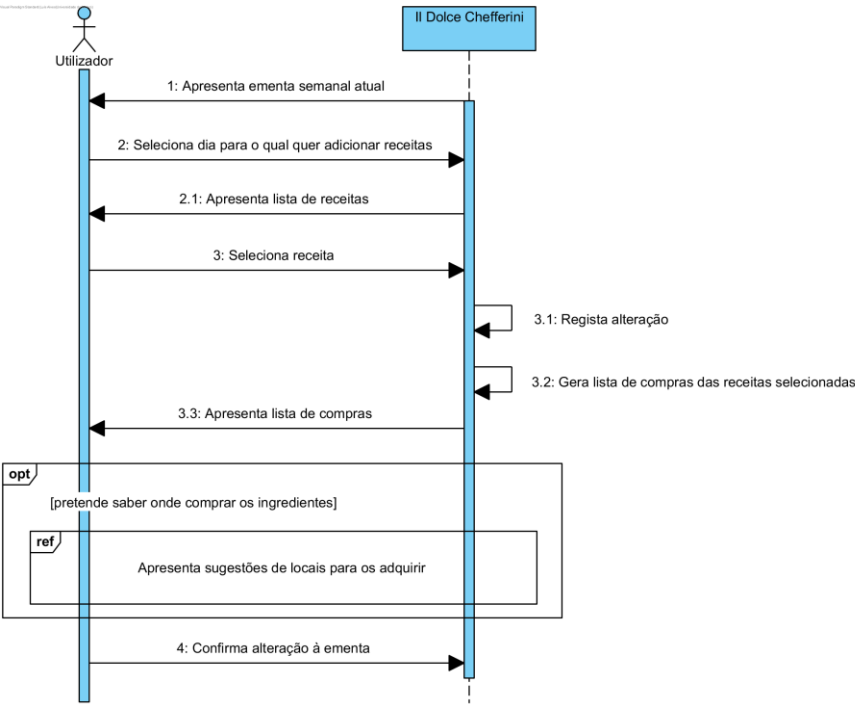 Il Dolce Chefferini
Utilizador
1: Apresenta ementa semanal atual
2: Seleciona dia para o qual quer adicionar receitas
2.1: Apresenta lista de receitas
3: Seleciona receita
3.1: Regista alteração
3.2: Gera lista de compras das receitas selecionadas
3.3: Apresenta lista de compras
opt
[pretende saber onde comprar os ingredientes]
ref
Apresenta sugestões de locais para os adquirir
4: Confirma alteração à ementa